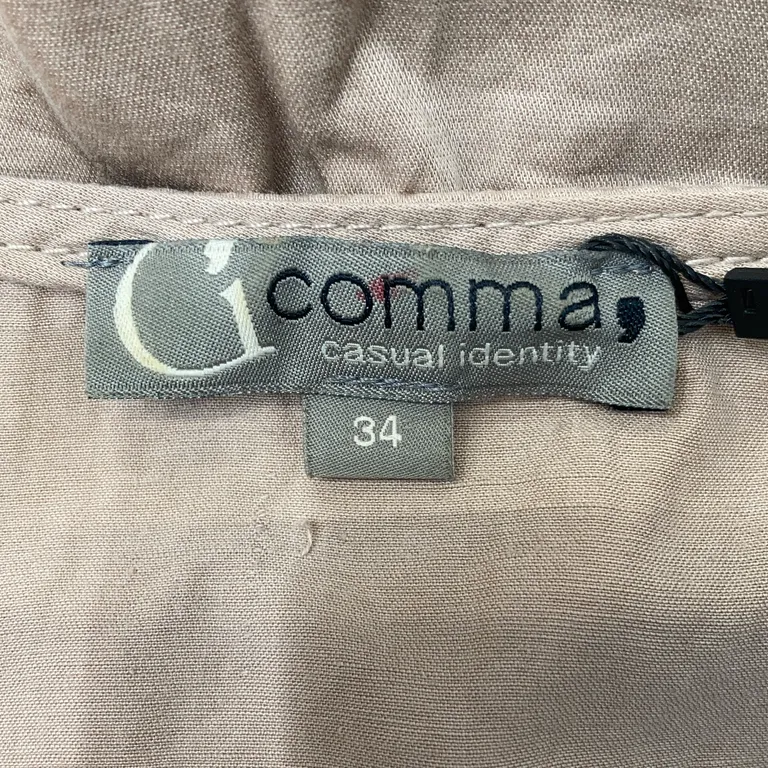 comma,
casual identity
34